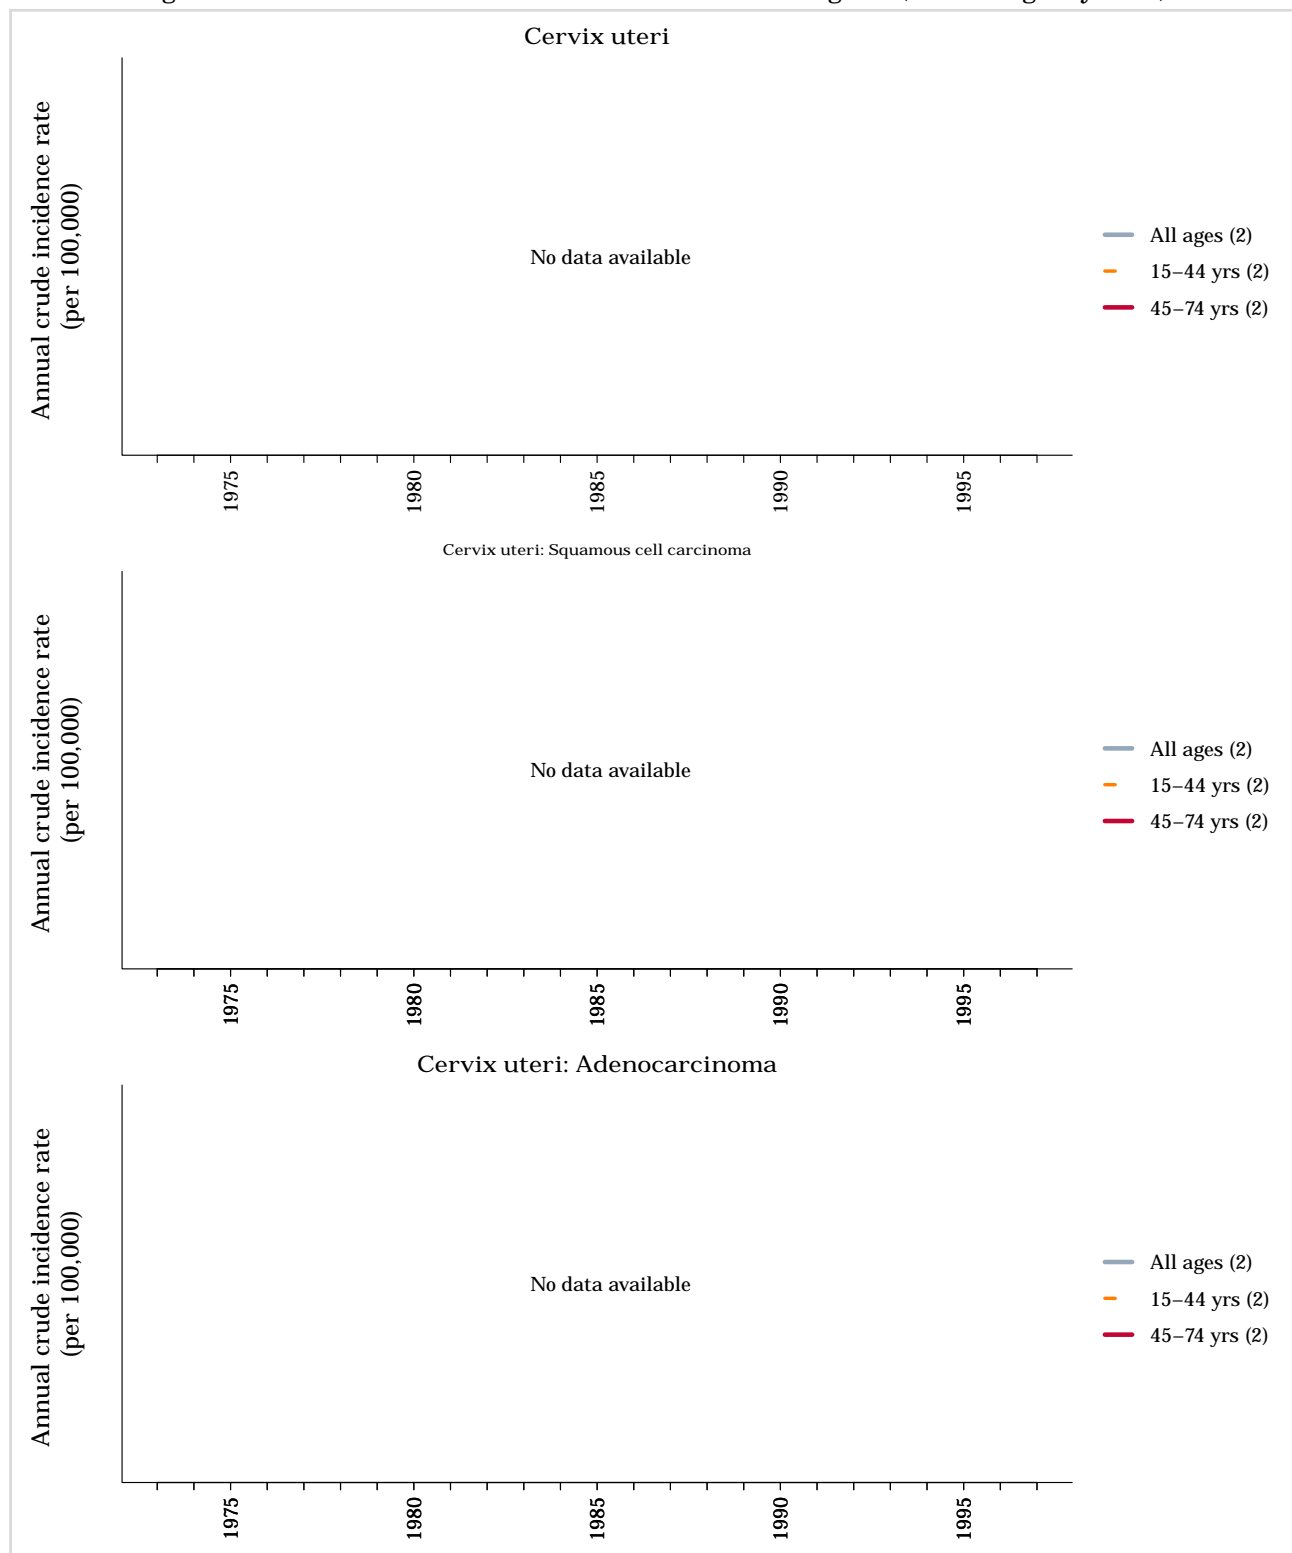 Cervix uteri
Annual crude incidence rate
(per 100,000)
No data available
All ages (2)
15–44 yrs (2)
45–74 yrs (2)
1975 1980 1985 1990 1995
Cervix uteri: Squamous cell carcinoma
Annual crude incidence rate
(per 100,000)
No data available
All ages (2)
15–44 yrs (2)
45–74 yrs (2)
1975 1980 1985 1990 1995
Cervix uteri: Adenocarcinoma
Annual crude incidence rate
(per 100,000)
No data available
All ages (2)
15–44 yrs (2)
45–74 yrs (2)
1975 1980 1985 1990 1995